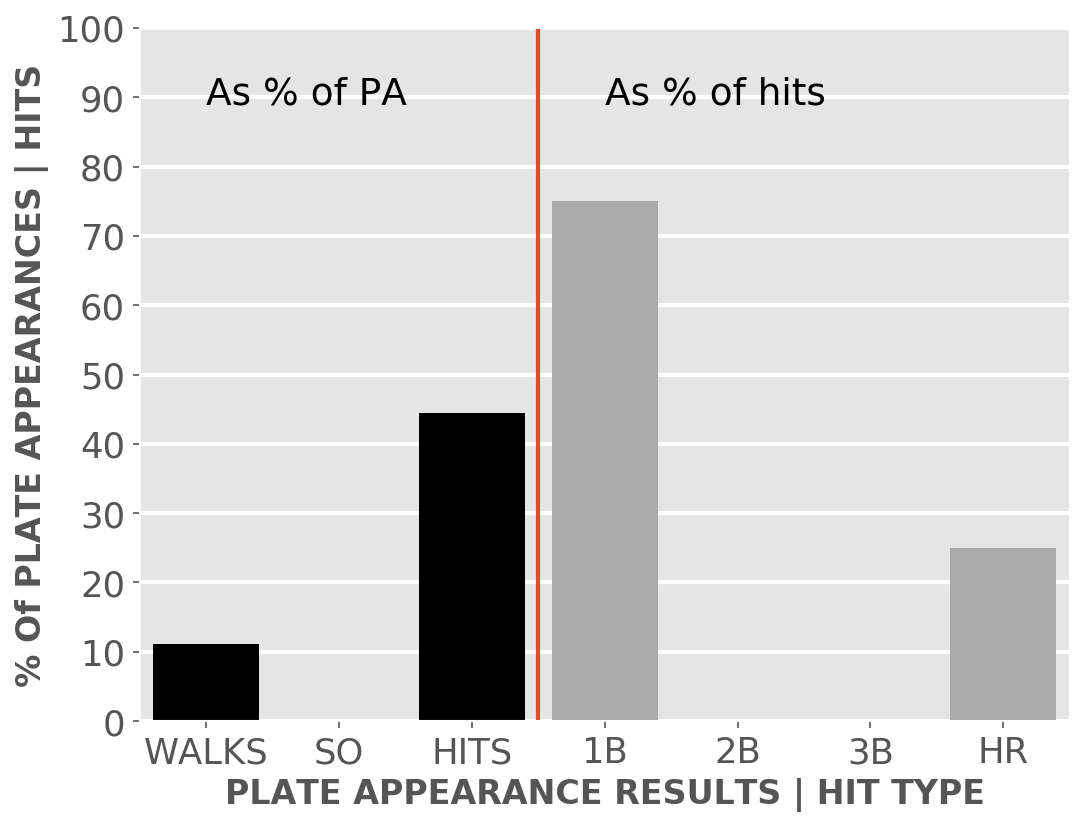 % Of PLATE APPEARANCES | HITS
100
90
80
70
60
50
40
30
20
10
0
As % of PA
As % of hits
WALKS SO HITS 1B 2B 3B HR
PLATE APPEARANCE RESULTS | HIT TYPE